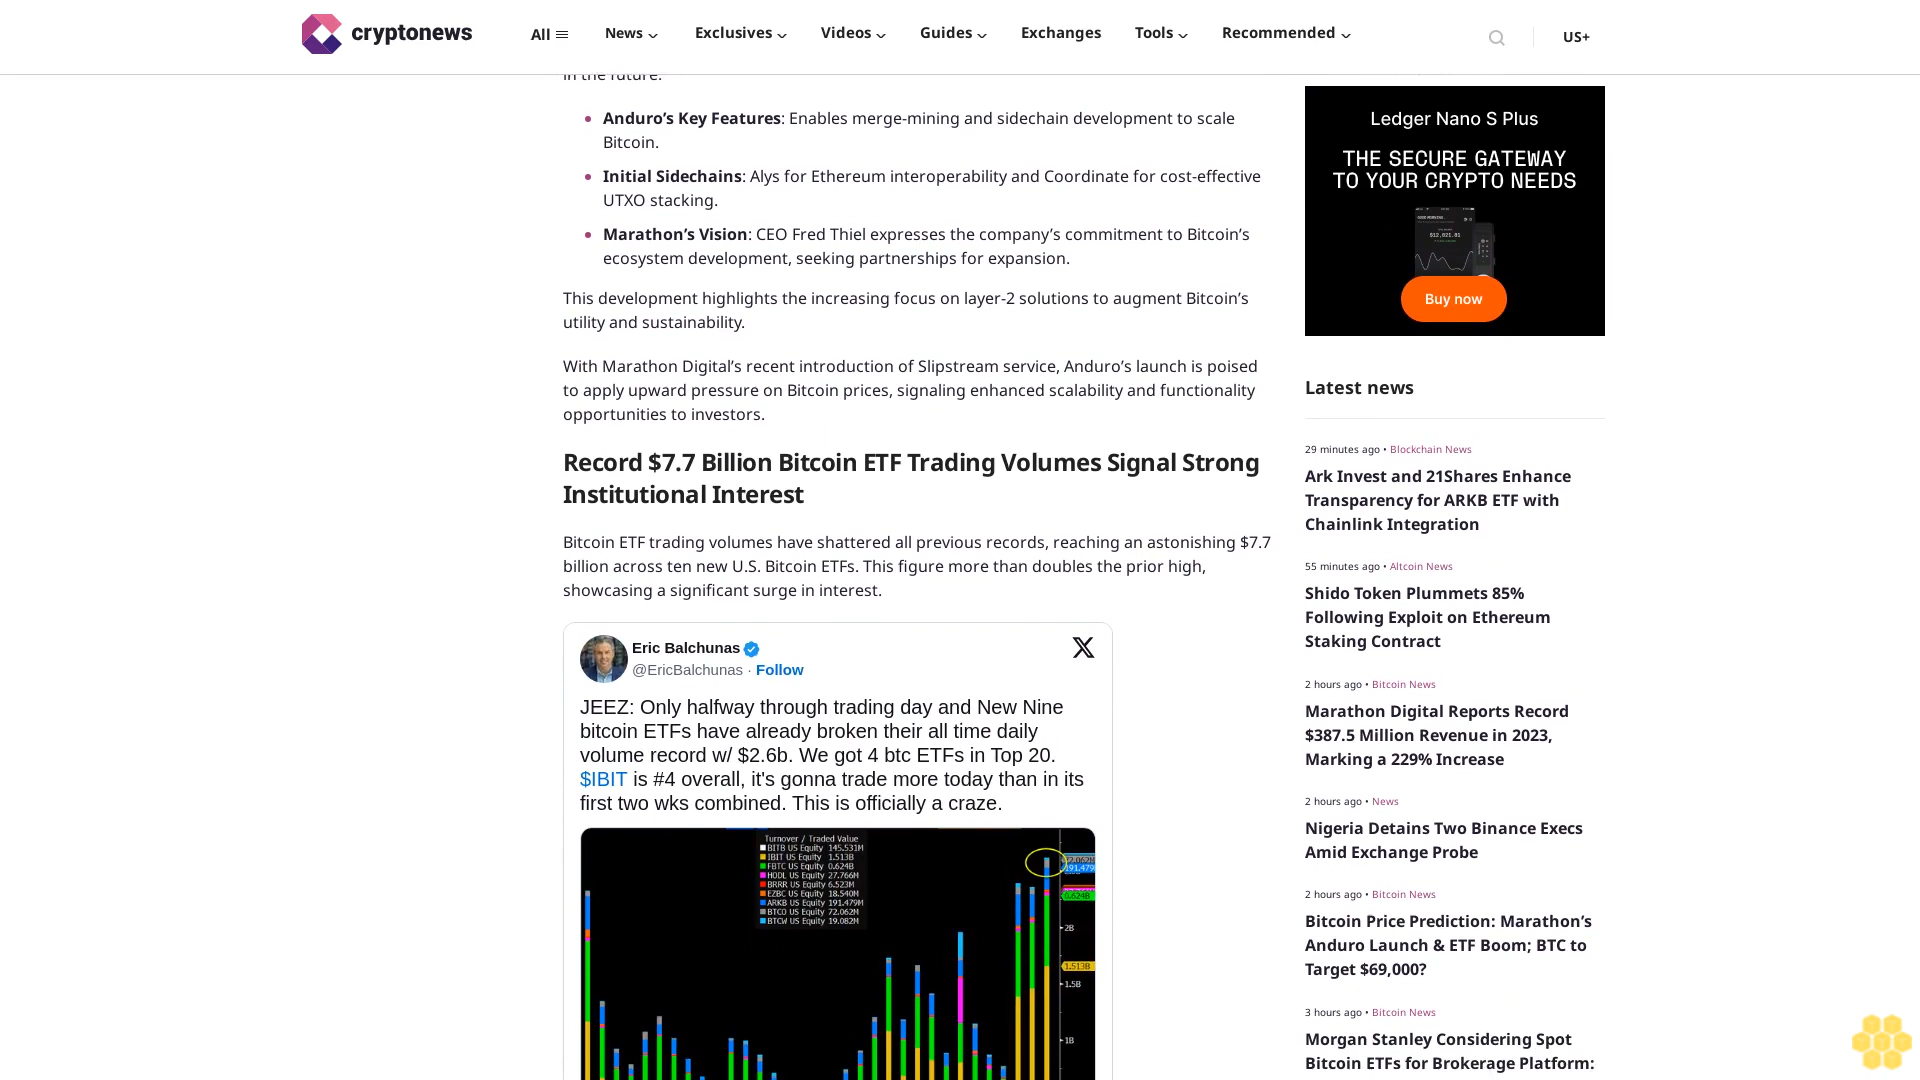 cryptonews
All
News
Exclusives
Videos
Guides
Exchanges
Tools
Recommended
US+
in the future.
Anduro’s Key Features: Enables merge-mining and sidechain development to scale
Bitcoin.
Initial Sidechains: Alys for Ethereum interoperability and Coordinate for cost-effective
UTXO stacking.
Marathon’s Vision: CEO Fred Thiel expresses the company’s commitment to Bitcoin’s
ecosystem development, seeking partnerships for expansion.
This development highlights the increasing focus on layer-2 solutions to augment Bitcoin’s
utility and sustainability.
With Marathon Digital’s recent introduction of Slipstream service, Anduro’s launch is poised
to apply upward pressure on Bitcoin prices, signaling enhanced scalability and functionality
opportunities to investors.
Record $7.7 Billion Bitcoin ETF Trading Volumes Signal Strong
Institutional Interest
Bitcoin ETF trading volumes have shattered all previous records, reaching an astonishing $7.7
billion across ten new U.S. Bitcoin ETFs. This figure more than doubles the prior high,
showcasing a significant surge in interest.
Eric Balchunas
@EricBalchunas · Follow
JEEZ: Only halfway through trading day and New Nine
bitcoin ETFs have already broken their all time daily
volume record w/ $2.6b. We got 4 btc ETFs in Top 20.
$IBIT is #4 overall, it's gonna trade more today than in its
first two wks combined. This is officially a craze.
Turnover / Traded Value
BITB US Equity 145.531M
IBIT US Equity 1.513B
FBTC US Equity 0.624B
HODL US Equity 27.766M
BRRR US Equity 6.523M
EZBC US Equity 18.540M
ARKB US Equity 191.479M
BTCO US Equity 72.062M
BTCW US Equity 19.082M
191.479
0.624B
2B
1.513B
1.5B
1B
Ledger Nano S Plus
THE SECURE GATEWAY
TO YOUR CRYPTO NEEDS
$12,021.81
Buy now
Latest news
29 minutes ago • Blockchain News
Ark Invest and 21Shares Enhance
Transparency for ARKB ETF with
Chainlink Integration
55 minutes ago • Altcoin News
Shido Token Plummets 85%
Following Exploit on Ethereum
Staking Contract
2 hours ago • Bitcoin News
Marathon Digital Reports Record
$387.5 Million Revenue in 2023,
Marking a 229% Increase
2 hours ago • News
Nigeria Detains Two Binance Execs
Amid Exchange Probe
2 hours ago • Bitcoin News
Bitcoin Price Prediction: Marathon’s
Anduro Launch & ETF Boom; BTC to
Target $69,000?
3 hours ago • Bitcoin News
Morgan Stanley Considering Spot
Bitcoin ETFs for Brokerage Platform: